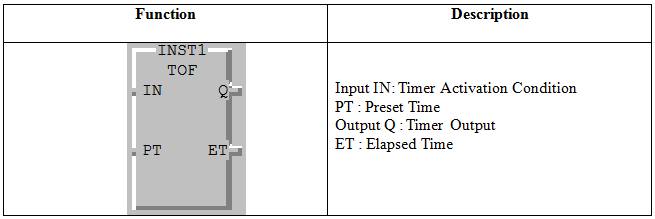 Function
Description
INST1
TOF
IN Q
PT ET
Input IN: Timer Activation Condition
PT : Preset Time
Output Q : Timer Output
ET : Elapsed Time